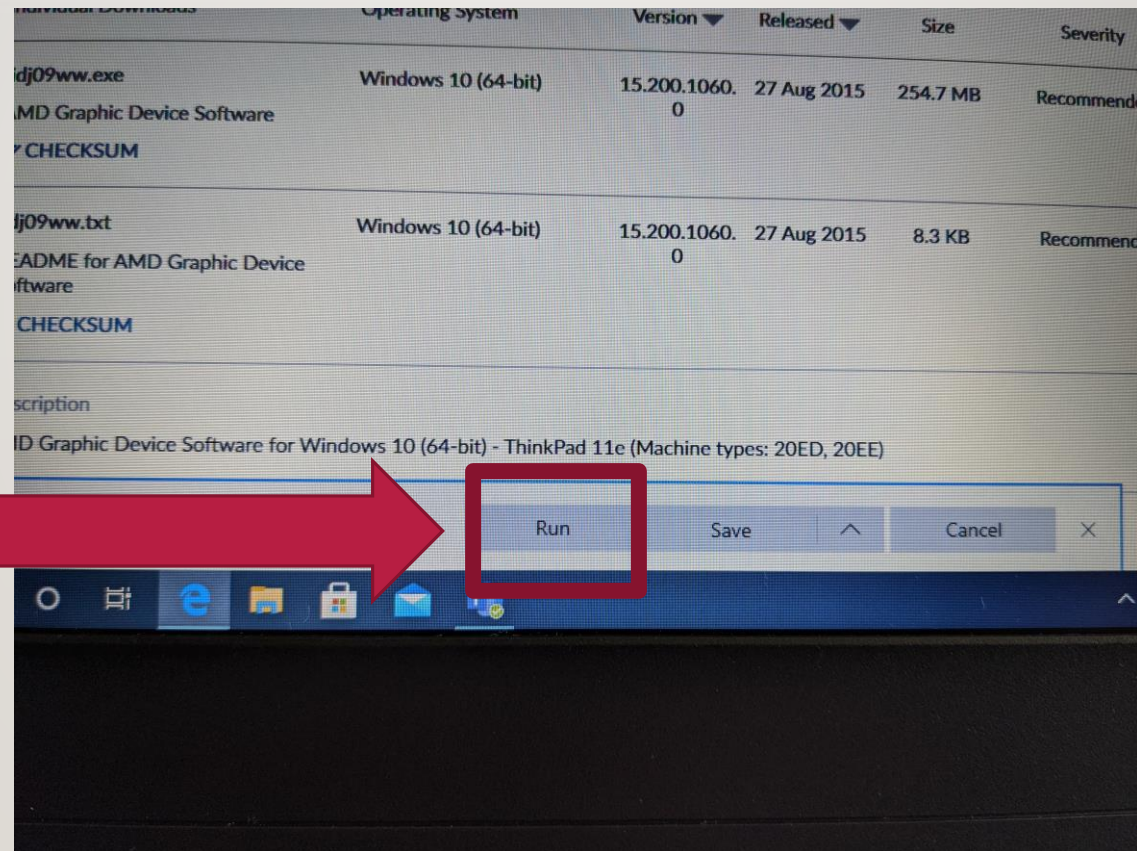 Operating System Version Released Size Severity
dj09ww.exe Windows 10 (64-bit) 15.200.1060. 27 Aug 2015 254.7 MB Recommende
0
MD Graphic Device Software
CHECKSUM
dj09ww.txt Windows 10 (64-bit) 15.200.1060. 27 Aug 2015 8.3 KB Recommend
0
EADME for AMD Graphic Device
ftware
CHECKSUM
scription
ID Graphic Device Software for Windows 10 (64-bit) - ThinkPad 11e (Machine types: 20ED, 20EE)
Run Save Cancel